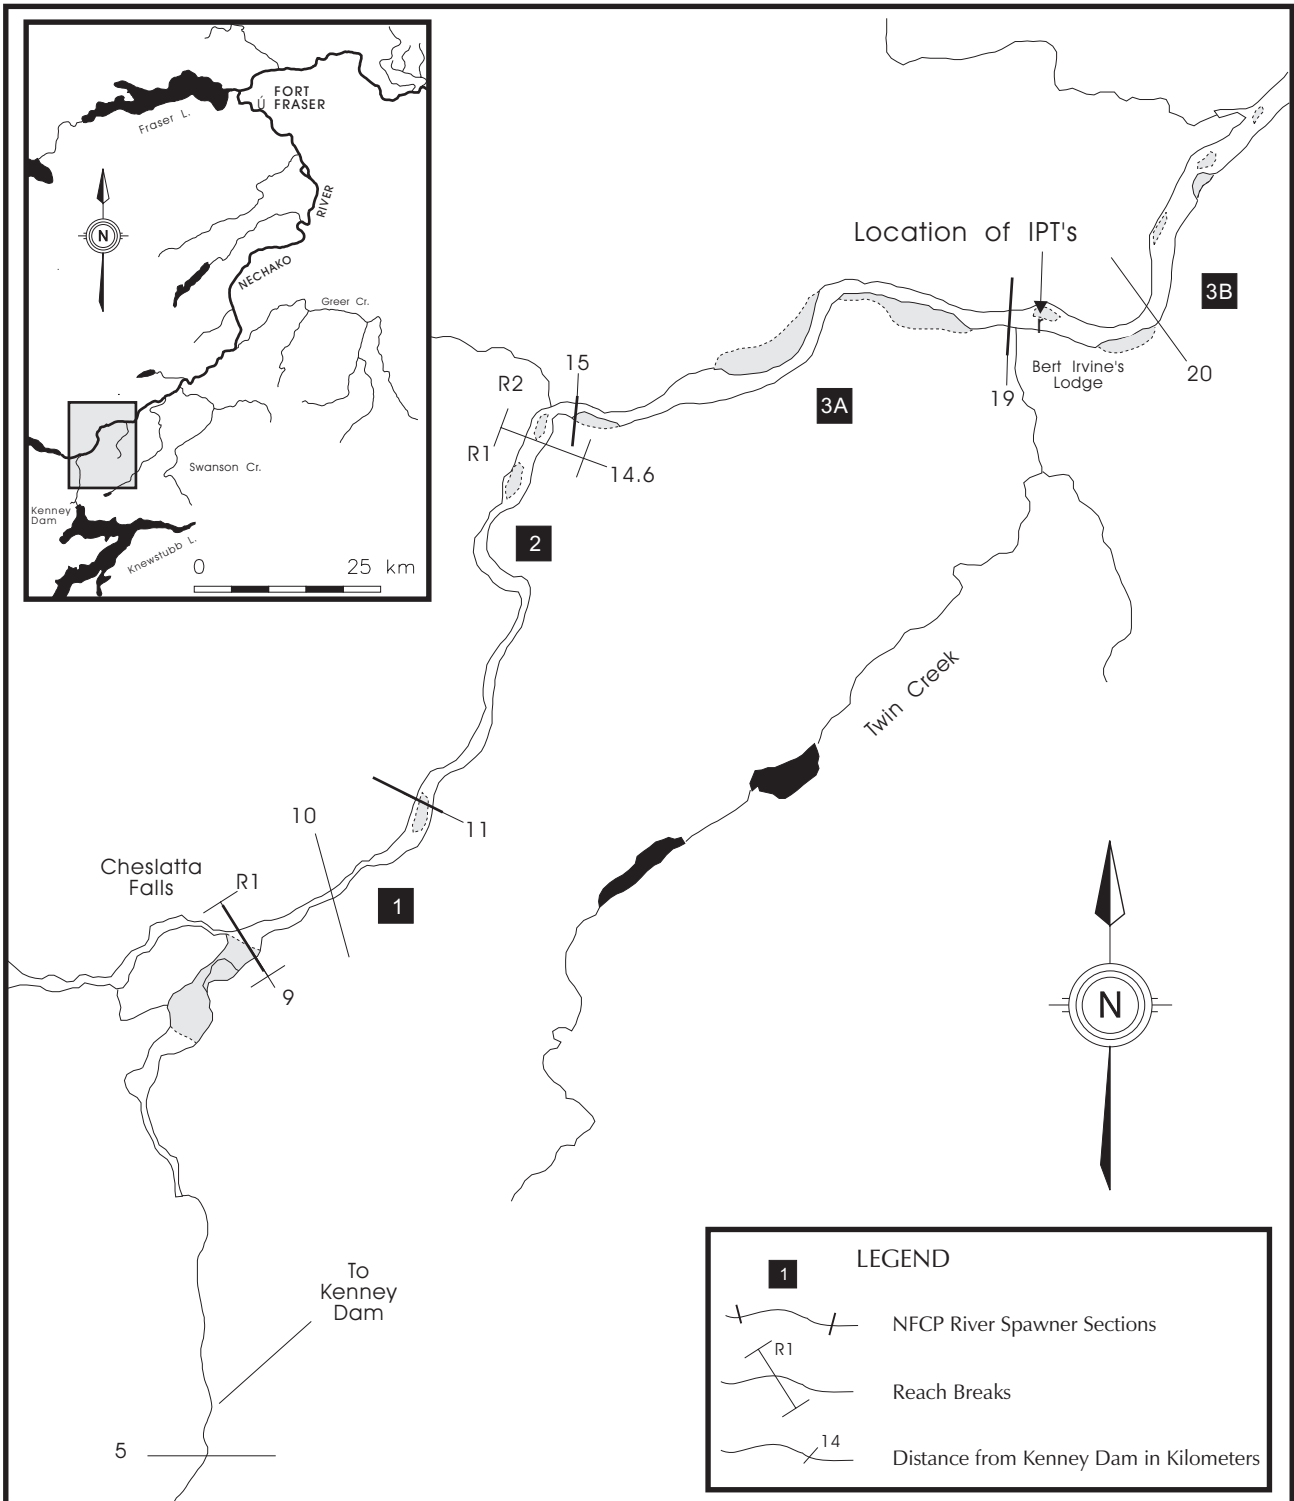 FORT
Ú FRASER
Fraser L.
N
RIVER
NECHAKO
Greer Cr.
Swanson Cr.
Kenney
Dam
Knewstubb L.
0 25 km
Location of IPT's
3B
15
R2
3A
19
Bert Irvine's
Lodge
20
R1
14.6
2
Twin Creek
10
11
Cheslatta
Falls
R1
1
9
N
To
Kenney
Dam
5
LEGEND
1
NFCP River Spawner Sections
R1
Reach Breaks
14
Distance from Kenney Dam in Kilometers